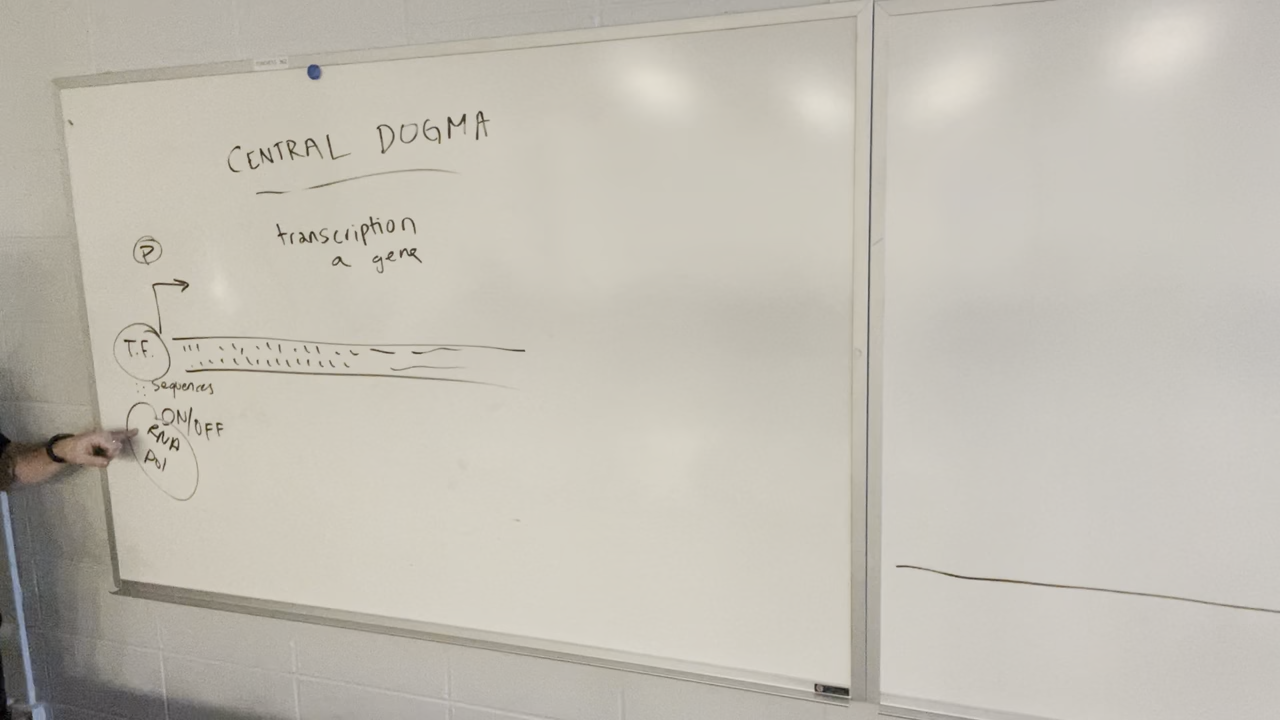 CENTRAL DOGMA
transcription
a gene
P
T.F.
sequences
ON/OFF
RNA
Pol